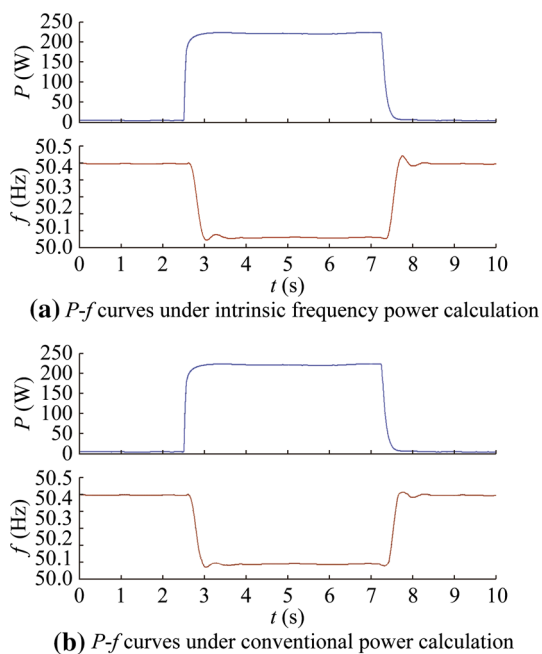 250
200
150
100
50
0
P (W)
50.5
50.4
50.3
50.2
50.1
50.0
f (Hz)
0 1 2 3 4 5 6 7 8 9 10
t (s)
(a) P-f curves under intrinsic frequency power calculation
250
200
150
100
50
0
P (W)
50.5
50.4
50.3
50.2
50.1
50.0
f (Hz)
0 1 2 3 4 5 6 7 8 9 10
t (s)
(b) P-f curves under conventional power calculation